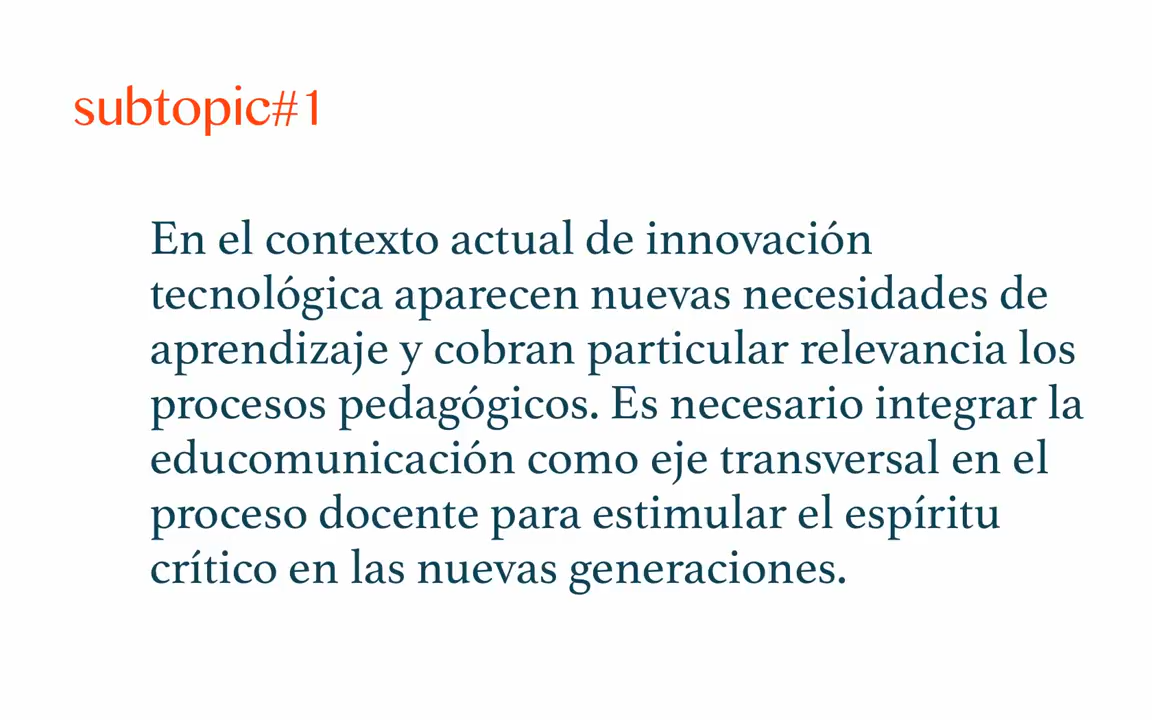 subtopic#1
En el contexto actual de innovación
tecnológica aparecen nuevas necesidades de
aprendizaje y cobran particular relevancia los
procesos pedagógicos. Es necesario integrar la
educomunicación como eje transversal en el
proceso docente para estimular el espíritu
crítico en las nuevas generaciones.